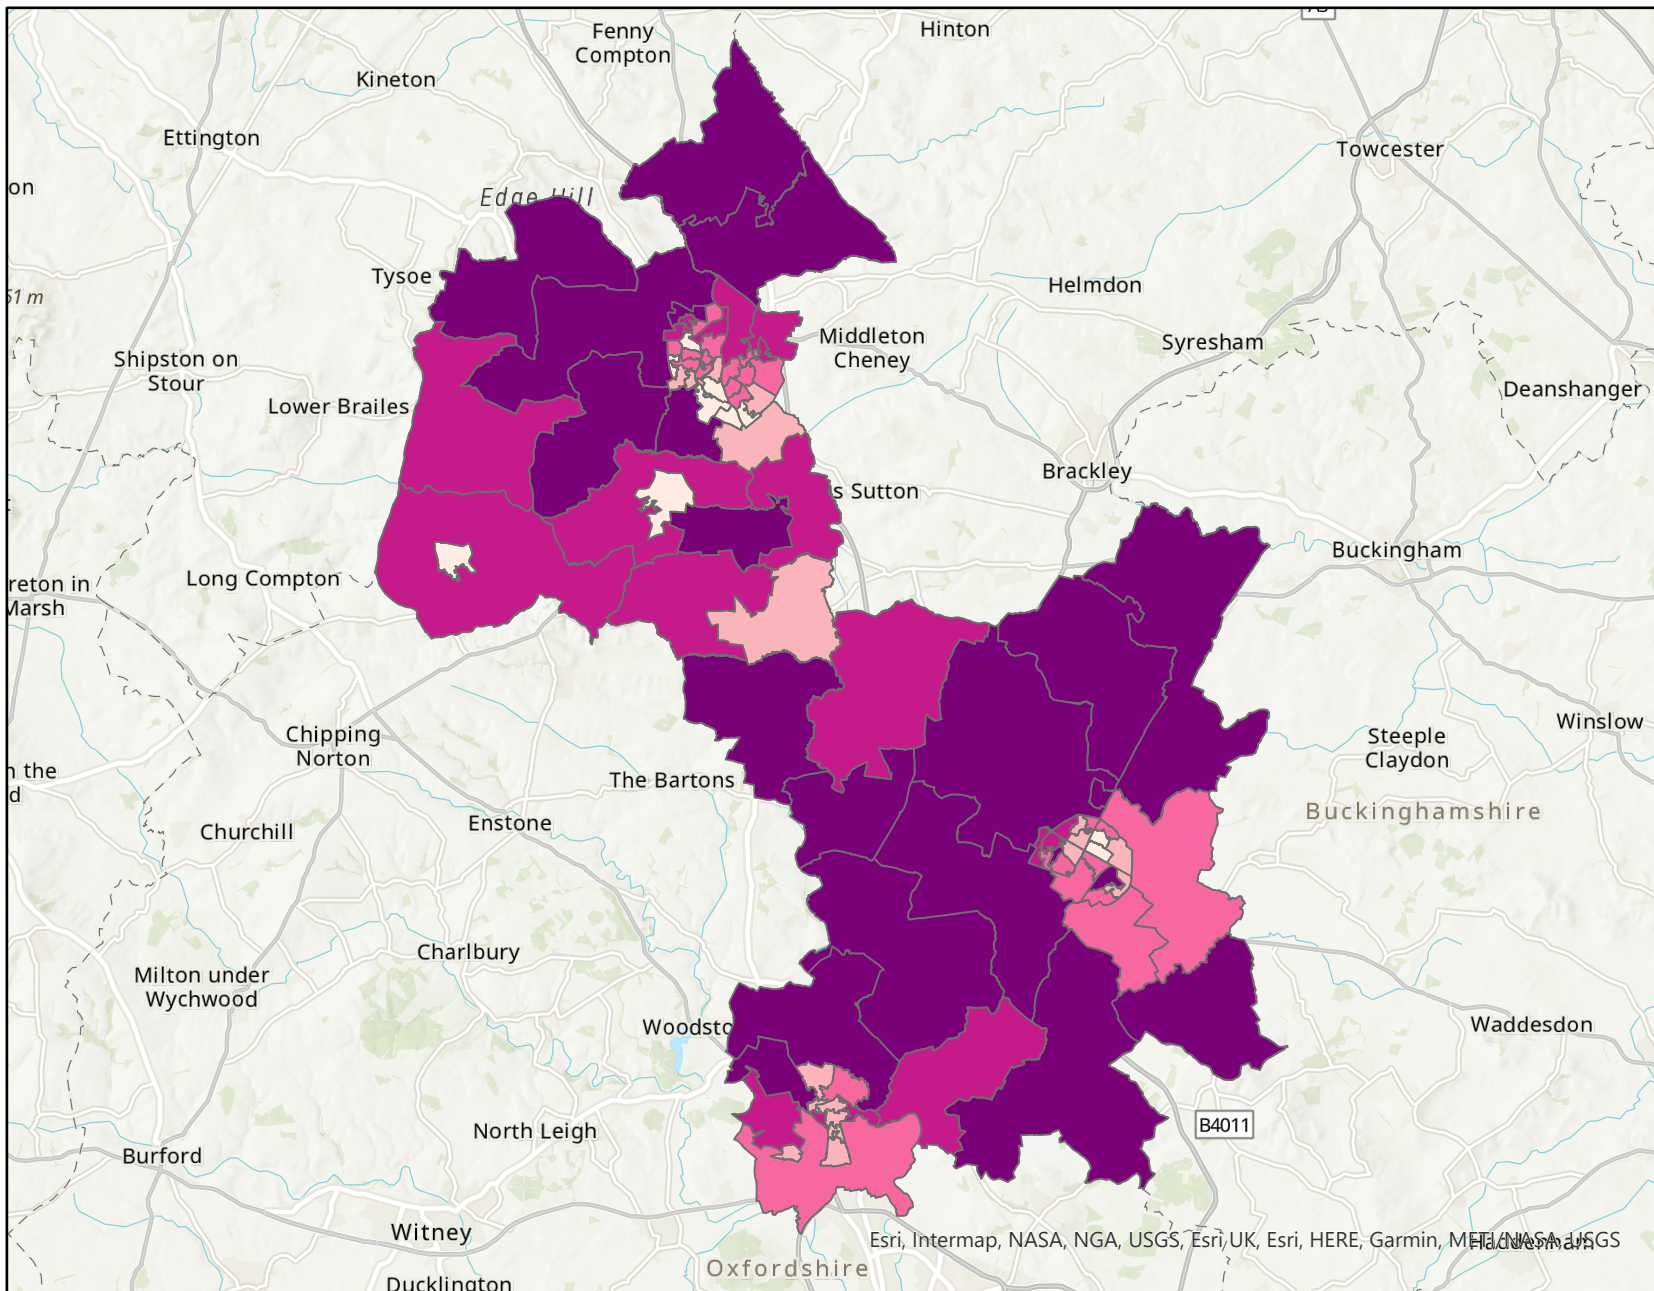 Fenny
Compton
Hinton
Kineton
Ettington
Towcester
on
Edge Hill
Tysoe
51 m
Helmdon
Middleton
Cheney
Syresham
Shipston on
Stour
Deanshanger
Lower Brailes
Brackley
s Sutton
Buckingham
Long Compton
reton in
Marsh
Winslow
Chipping
Norton
Steeple
Claydon
n the
d
The Bartons
Buckinghamshire
Churchill
Enstone
Charlbury
Milton under
Wychwood
Woodsto
Waddesdon
B4011
North Leigh
Burford
Witney
Esri, Intermap, NASA, NGA, USGS, Esri UK, Esri, HERE, Garmin, METI/NASA, USGS
Haddenham
Oxfordshire
Ducklington